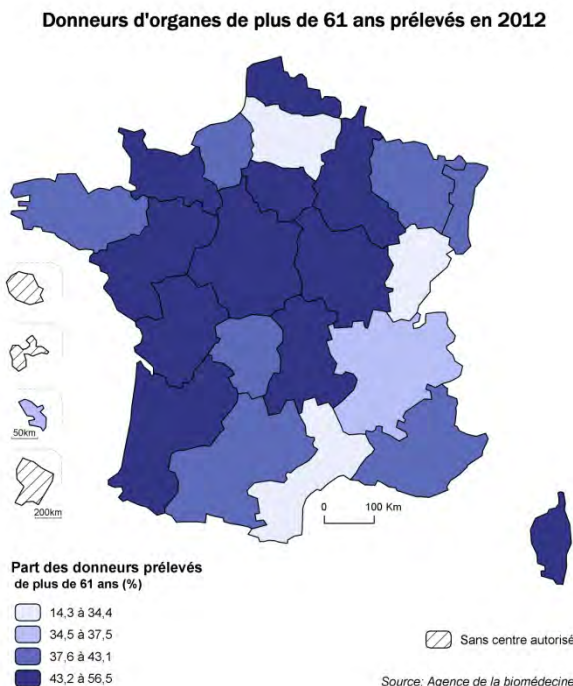 Donneurs d'organes de plus de 61 ans prélevés en 2012
50km
200km
0 100 Km
Part des donneurs prélevés
de plus de 61 ans (%)
14,3 à 34,4
34,5 à 37,5
37,6 à 43,1
43,2 à 56,5
Sans centre autorisé
Source: Agence de la biomédecine